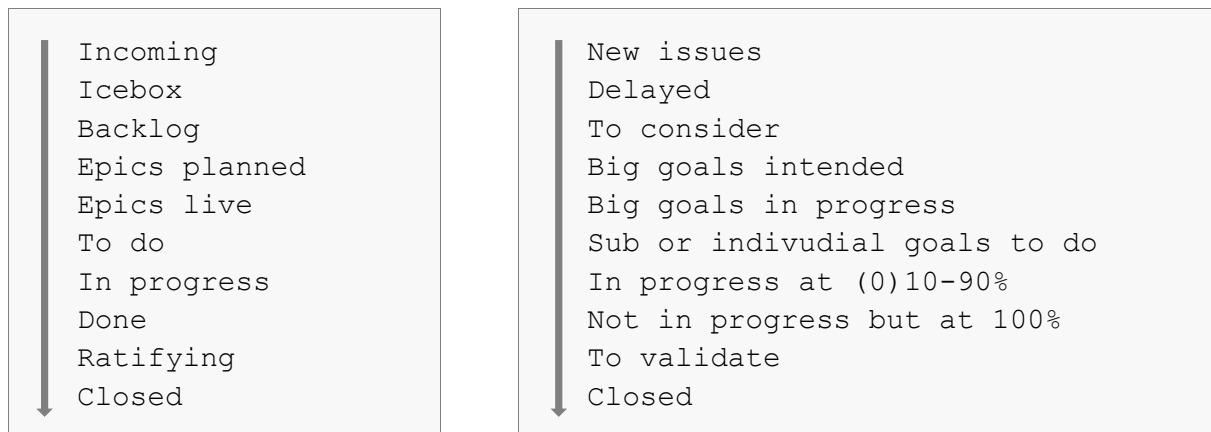 Incoming
Icebox
Backlog
Epics planned
Epics live
To do
In progress
Done
Ratifying
Closed
New issues
Delayed
To consider
Big goals intended
Big goals in progress
Sub or indivudial goals to do
In progress at (0)10-90%
Not in progress but at 100%
To validate
Closed